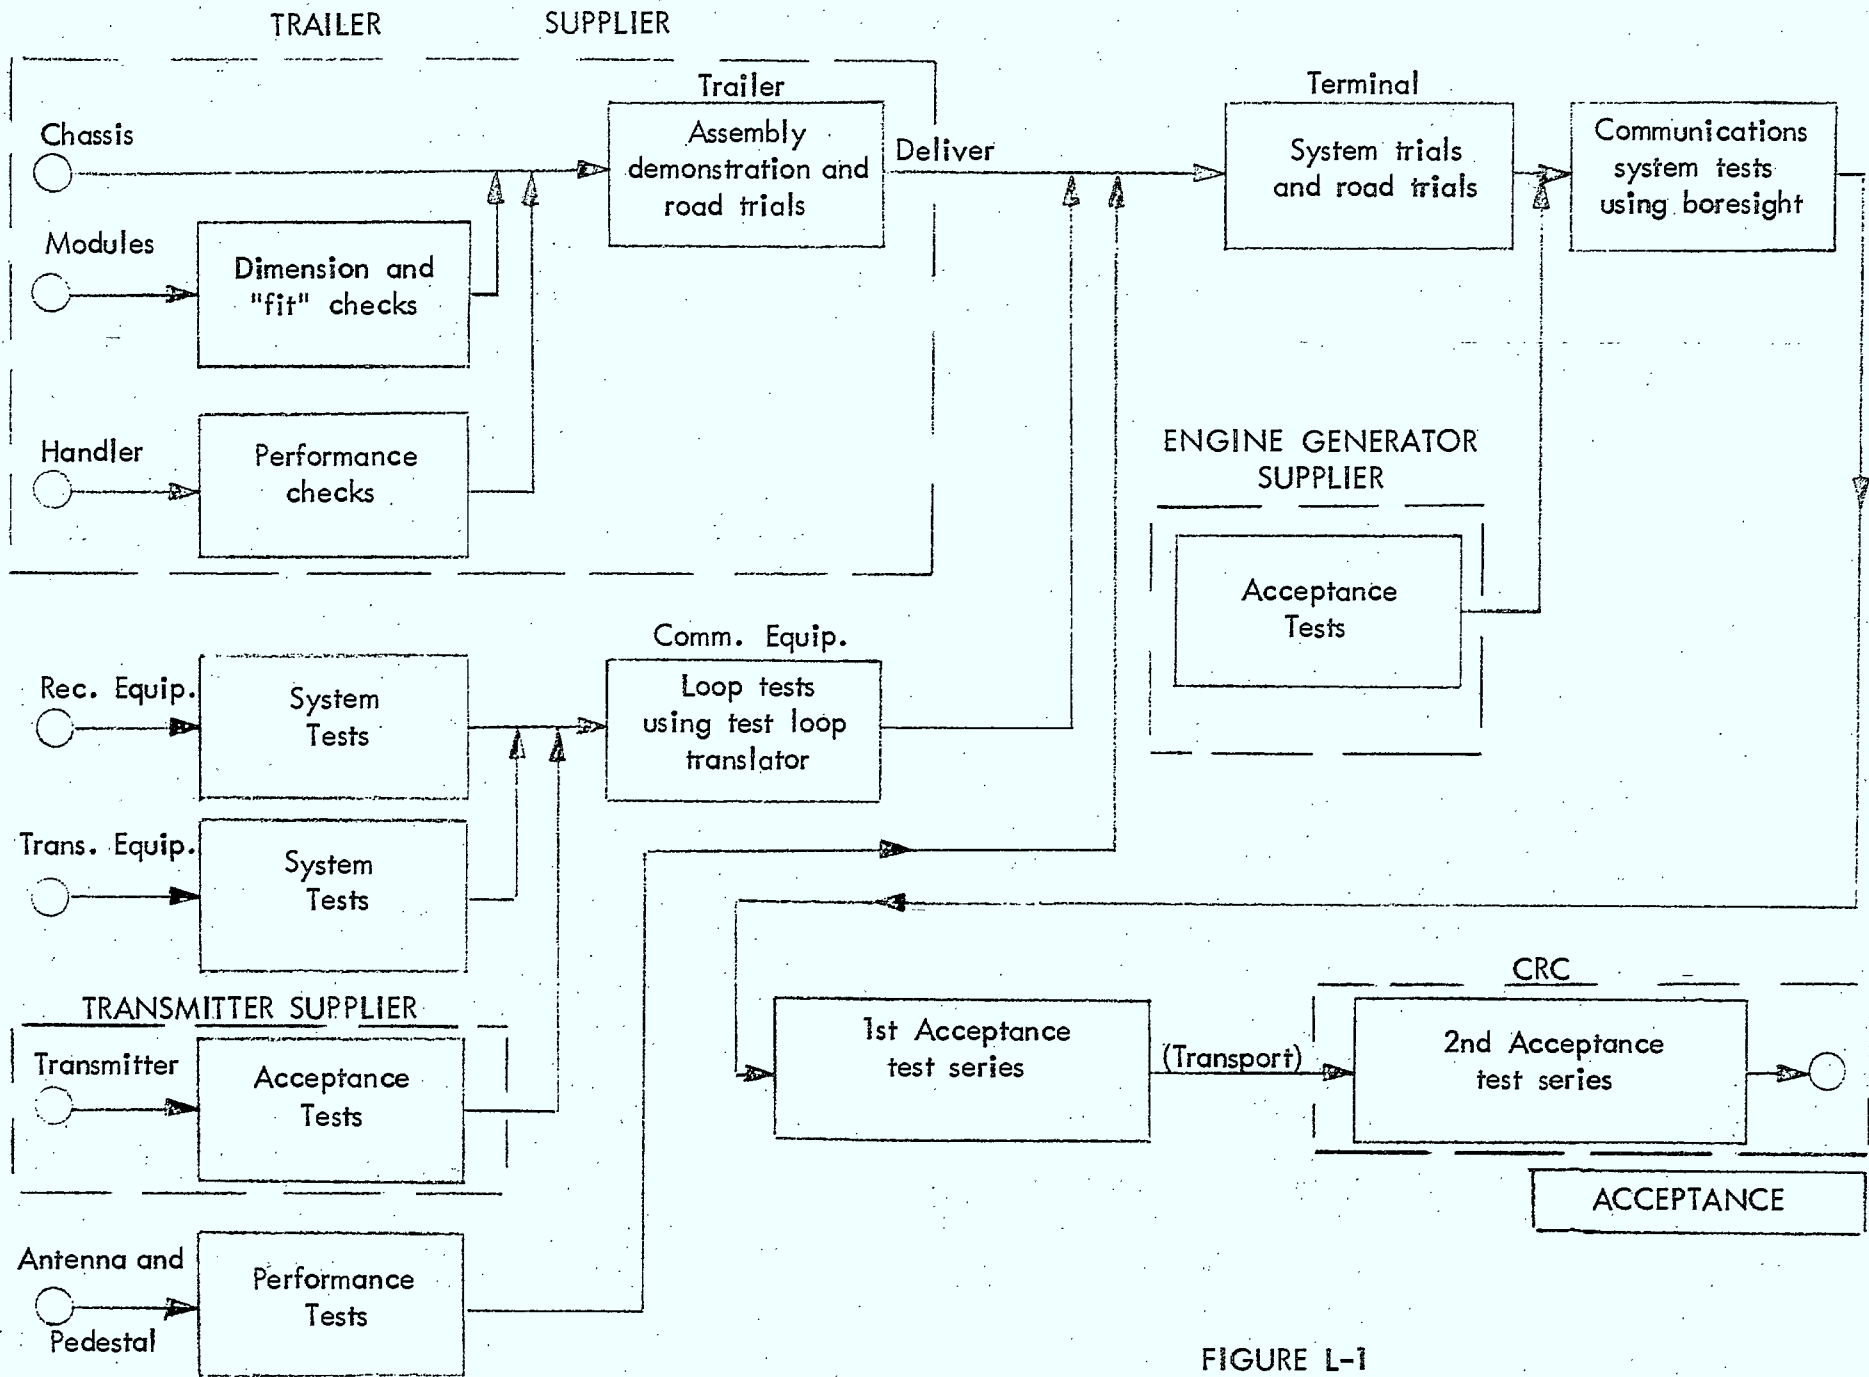 TRAILER SUPPLIER
Chassis
Modules
Dimension and
"fit" checks
Handler
Performance
checks
Trailer
Assembly
demonstration and
road trials
Deliver
Terminal
System trials
and road trials
Communications
system tests
using boresight
ENGINE GENERATOR
SUPPLIER
Acceptance
Tests
Rec. Equip.
System
Tests
Comm. Equip.
Loop tests
using test loop
translator
Trans. Equip.
System
Tests
TRANSMITTER SUPPLIER
Transmitter
Acceptance
Tests
Antenna and
Pedestal
Performance
Tests
1st Acceptance
test series
(Transport)
CRC
2nd Acceptance
test series
ACCEPTANCE
FIGURE L-1